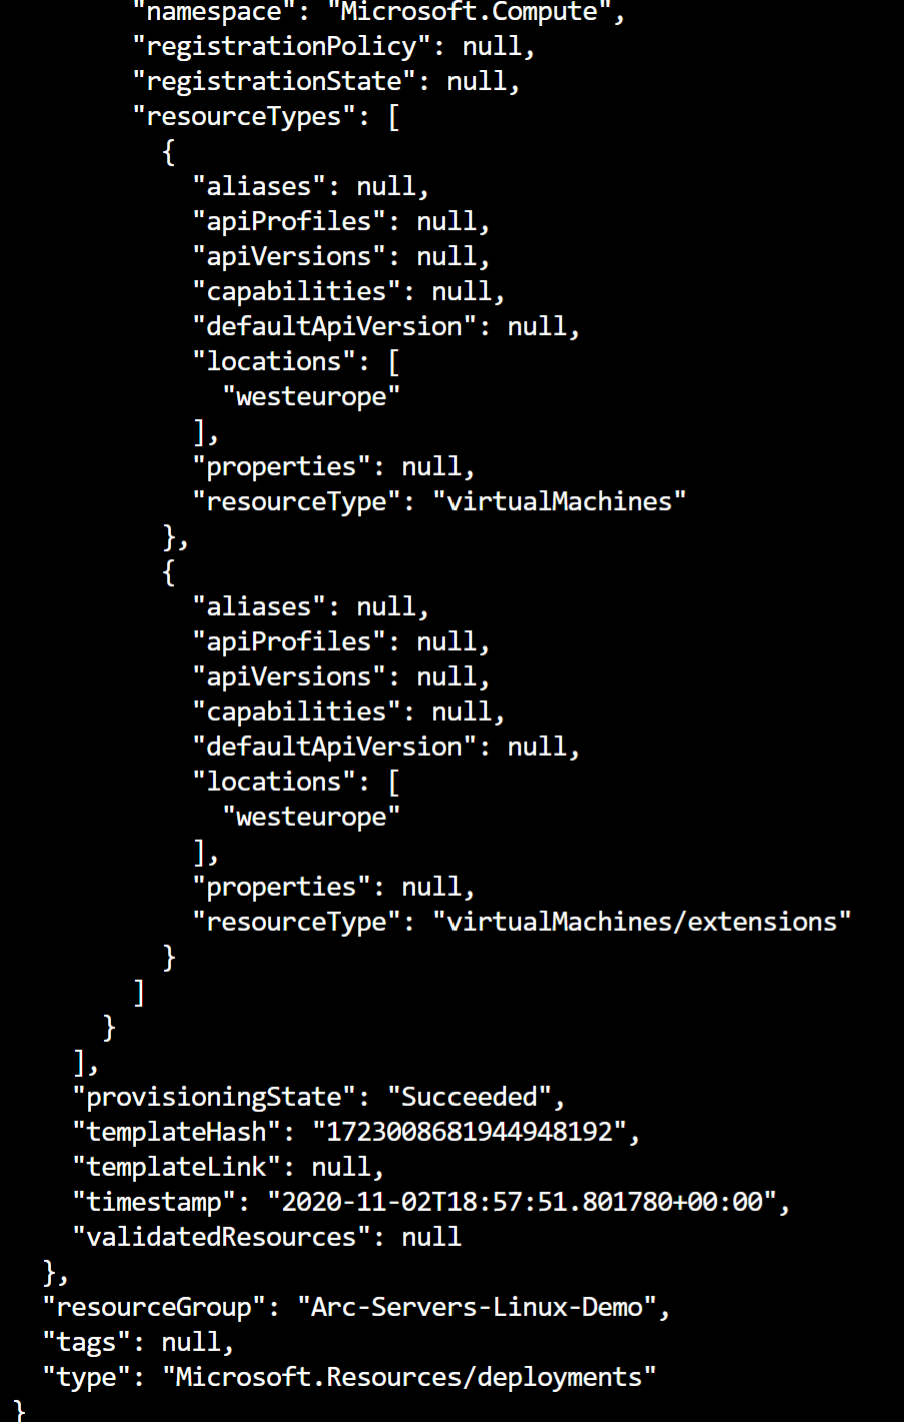 "namespace": "Microsoft.Compute",
"registrationPolicy": null,
"registrationState": null,
"resourceTypes": [
{
"aliases": null,
"apiProfiles": null,
"apiVersions": null,
"capabilities": null,
"defaultApiVersion": null,
"locations": [
"westeurope"
],
"properties": null,
"resourceType": "virtualMachines"
},
{
"aliases": null,
"apiProfiles": null,
"apiVersions": null,
"capabilities": null,
"defaultApiVersion": null,
"locations": [
"westeurope"
],
"properties": null,
"resourceType": "virtualMachines/extensions"
}
]
}
],
"provisioningState": "Succeeded",
"templateHash": "1723008681944948192",
"templateLink": null,
"timestamp": "2020-11-02T18:57:51.801780+00:00",
"validatedResources": null
},
"resourceGroup": "Arc-Servers-Linux-Demo",
"tags": null,
"type": "Microsoft.Resources/deployments"
}